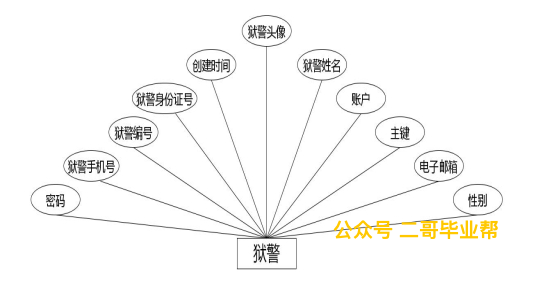 狱警头像
创建时间
狱警姓名
狱警身份证号
账户
狱警编号
主键
狱警手机号
电子邮箱
密码
性别
公众号 二哥毕业帮
狱警